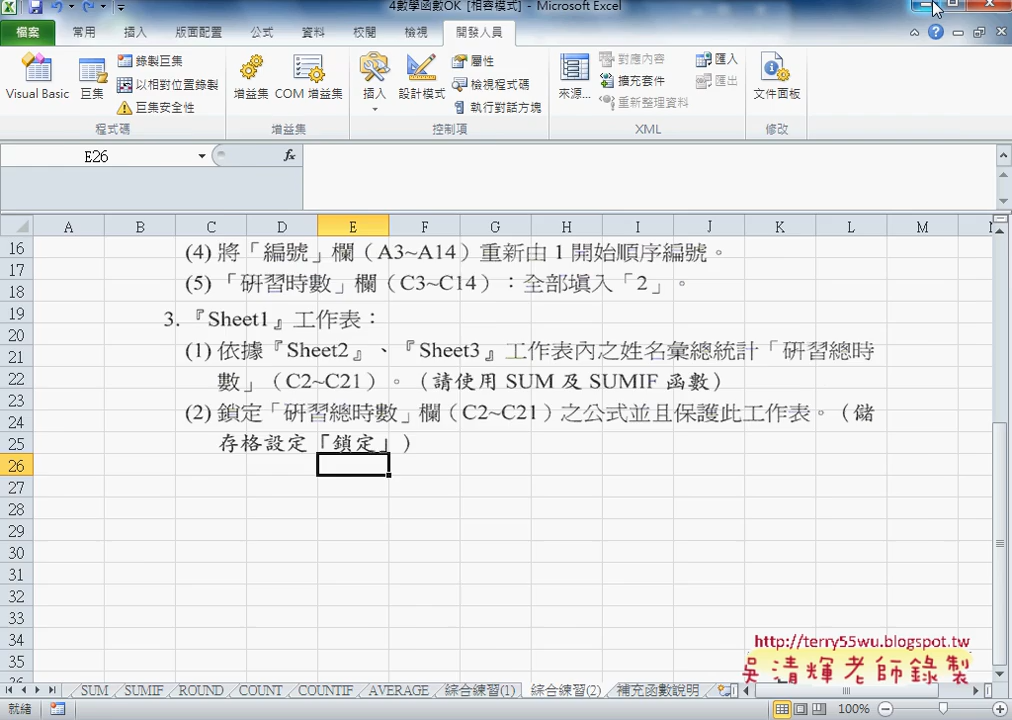 4數學函數OK [相容模式] - Microsoft Excel
檔案 常用 插入 版面配置 公式 資料 校閱 檢視 開發人員
Visual Basic 巨集 錄製巨集 以相對位置錄製 巨集安全性 增益集 COM 增益集 插入 設計模式 屬性 檢視程式碼 執行對話方塊 來源... 對應內容 擴充套件 重新整理資料 匯入 匯出 文件面板
程式碼 增益集 控制項 XML 修改
E26 fx
A B C D E F G H I J K L M
16
17
18
19
20
21
22
23
24
25
26
27
28
29
30
31
32
33
34
35
(4) 將「編號」欄（A3~A14）重新由 1 開始順序編號。
(5) 「研習時數」欄（C3~C14）：全部填入「2」。
3. 『Sheet1』工作表：
(1) 依據『Sheet2』、『Sheet3』工作表內之姓名彙總統計「研習總時
數」（C2~C21）。（請使用 SUM 及 SUMIF 函數）
(2) 鎖定「研習總時數」欄（C2~C21）之公式並且保護此工作表。（儲
存格設定「鎖定」）
http://terry55wu.blogspot.tw
吳清輝老師錄製
SUM SUMIF ROUND COUNT COUNTIF AVERAGE 綜合練習(1) 綜合練習(2) 補充函數說明
就緒 100%